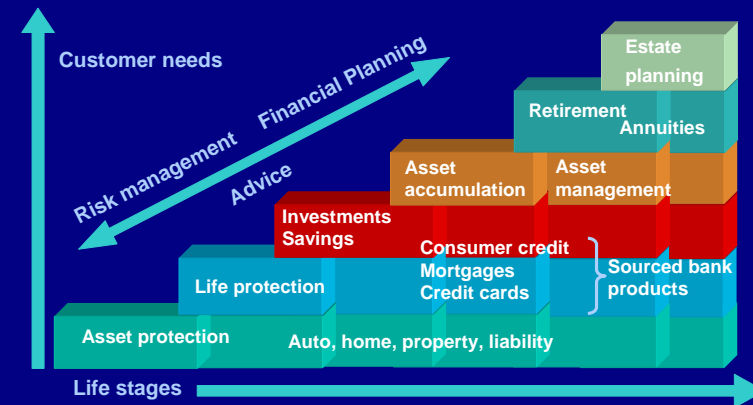 Customer needs
Financial Planning
Risk management
Advice
Estate
planning
Retirement
Annuities
Asset
accumulation
Asset
management
Investments
Savings
Consumer credit
Mortgages
Credit cards
Sourced bank
products
Life protection
Asset protection
Auto, home, property, liability
Life stages